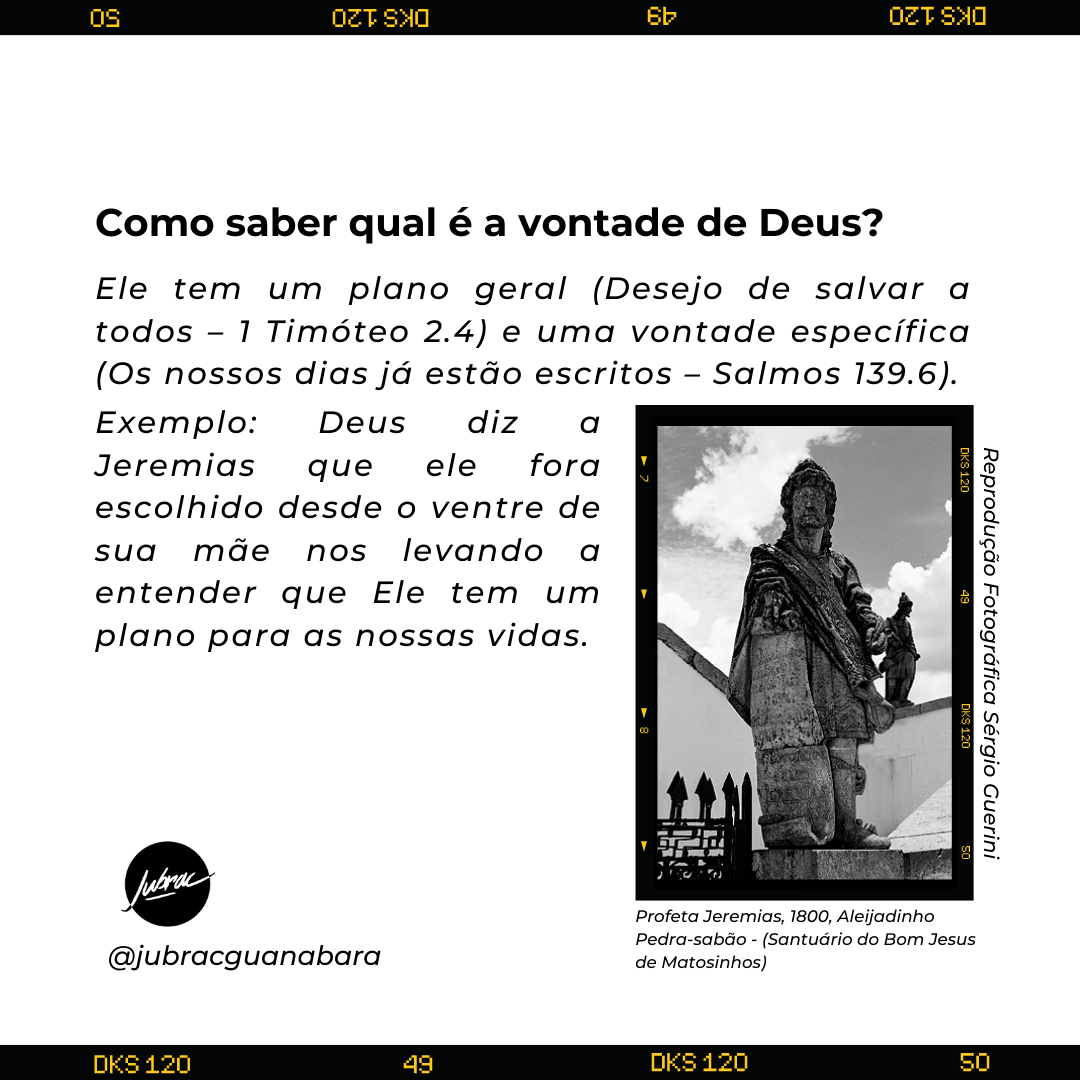 50 DKS 120 49 DKS 120
Como saber qual é a vontade de Deus?
Ele tem um plano geral (Desejo de salvar a
todos – 1 Timóteo 2.4) e uma vontade específica
(Os nossos dias já estão escritos – Salmos 139.6).
Exemplo: Deus diz a
Jeremias que ele fora
escolhido desde o ventre de
sua mãe nos levando a
entender que Ele tem um
plano para as nossas vidas.
7
8
DKS 120
49
DKS 120
50
Reprodução Fotográfica Sérgio Guerini
Profeta Jeremias, 1800, Aleijadinho
Pedra-sabão - (Santuário do Bom Jesus
de Matosinhos)
Jubrac
@jubracguanabara
DKS 120 49 DKS 120 50